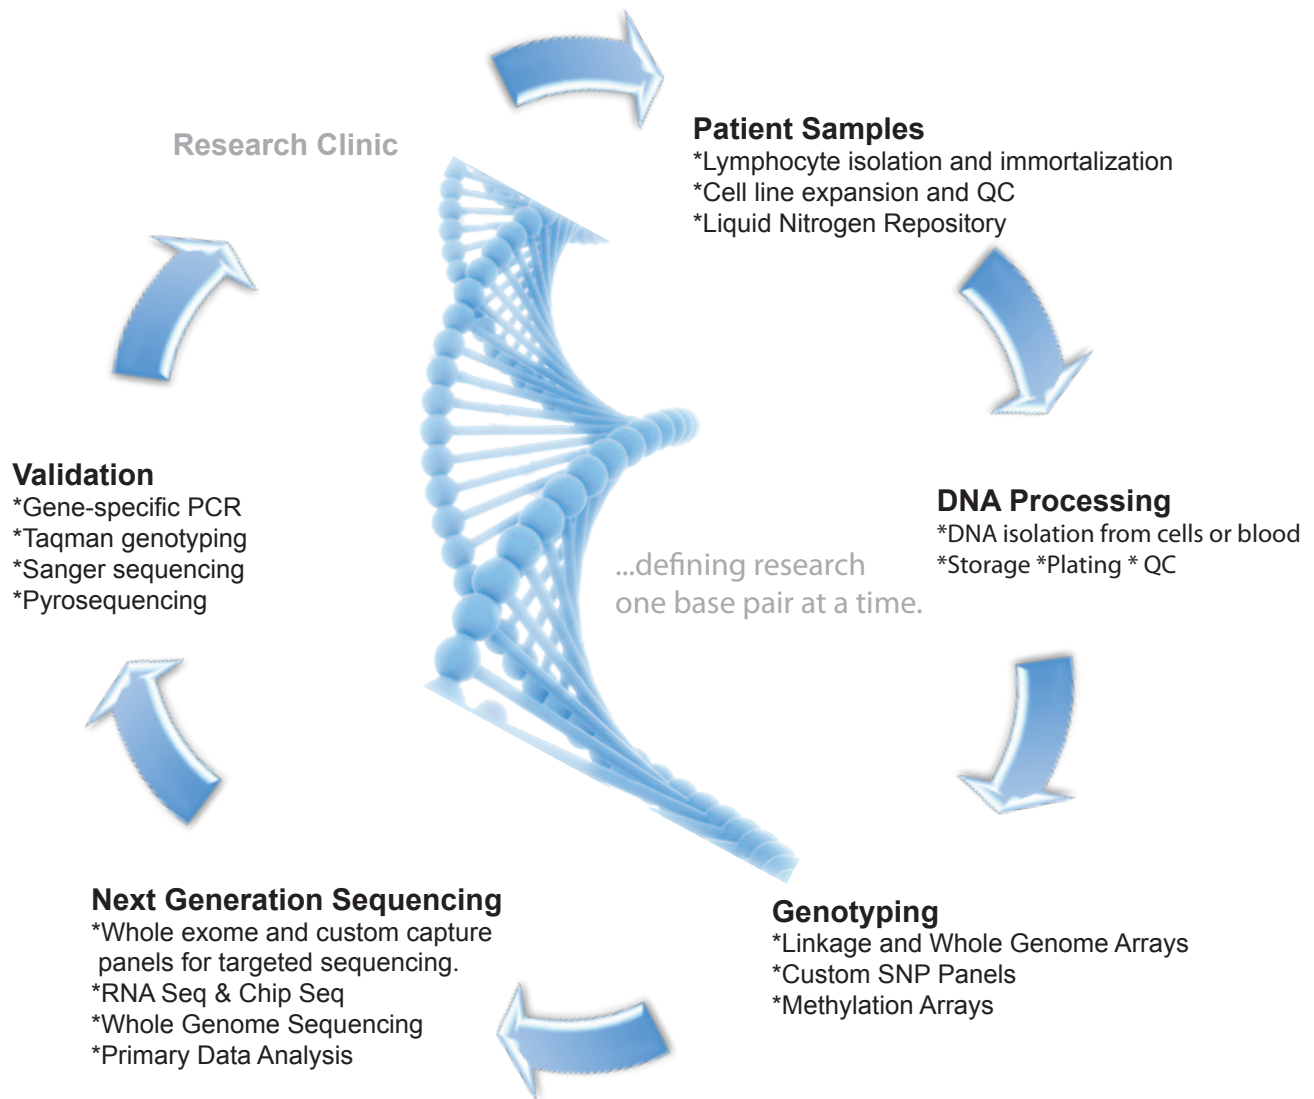 Research Clinic
Patient Samples
*Lymphocyte isolation and immortalization
*Cell line expansion and QC
*Liquid Nitrogen Repository
DNA Processing
*DNA isolation from cells or blood
*Storage *Plating * QC
Genotyping
*Linkage and Whole Genome Arrays
*Custom SNP Panels
*Methylation Arrays
Next Generation Sequencing
*Whole exome and custom capture
panels for targeted sequencing.
*RNA Seq & Chip Seq
*Whole Genome Sequencing
*Primary Data Analysis
Validation
*Gene-specific PCR
*Taqman genotyping
*Sanger sequencing
*Pyrosequencing
...defining research
one base pair at a time.